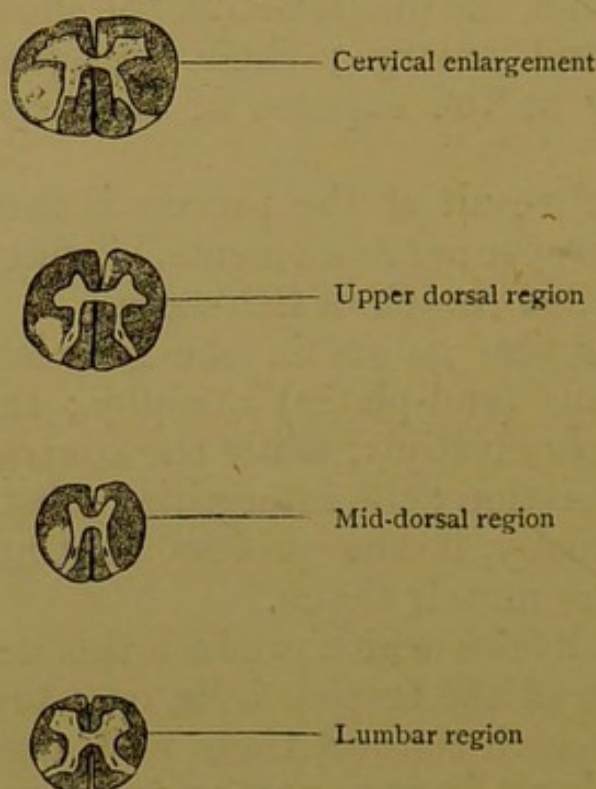 Cervical enlargement
Upper dorsal region
Mid-dorsal region
Lumbar region